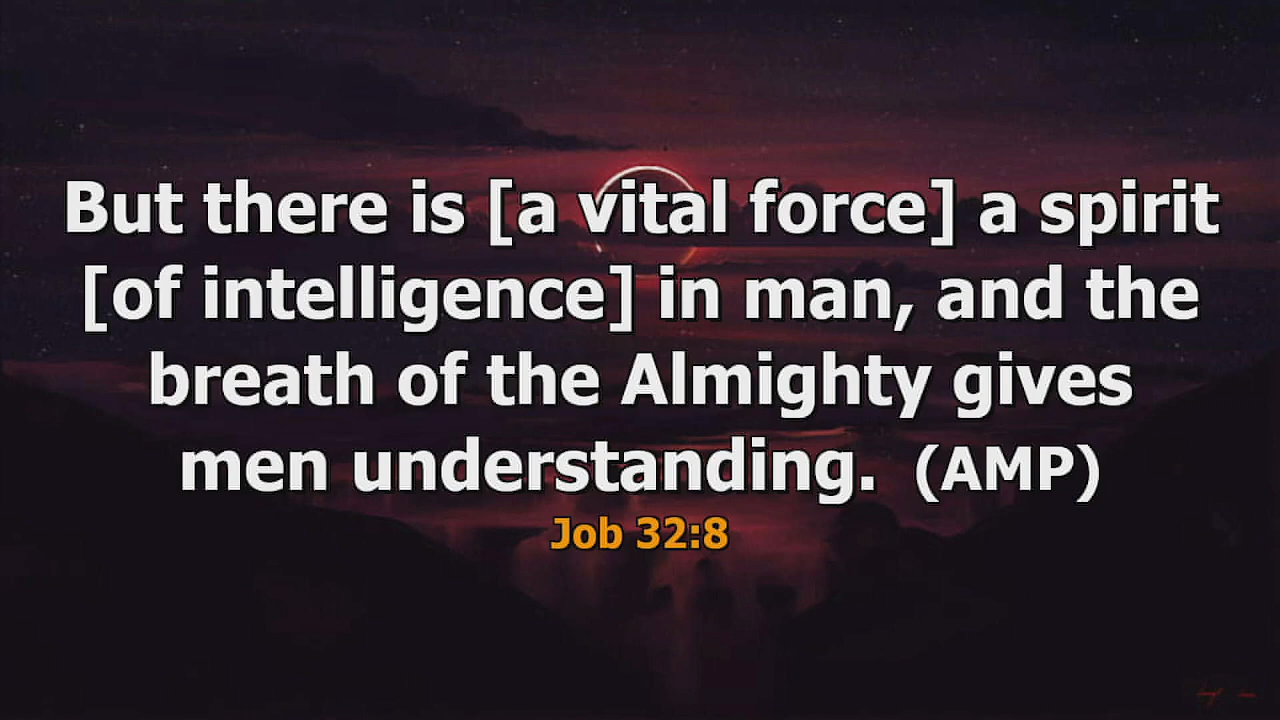 But there is [a vital force] a spirit
[of intelligence] in man, and the
breath of the Almighty gives
men understanding. (AMP)
Job 32:8